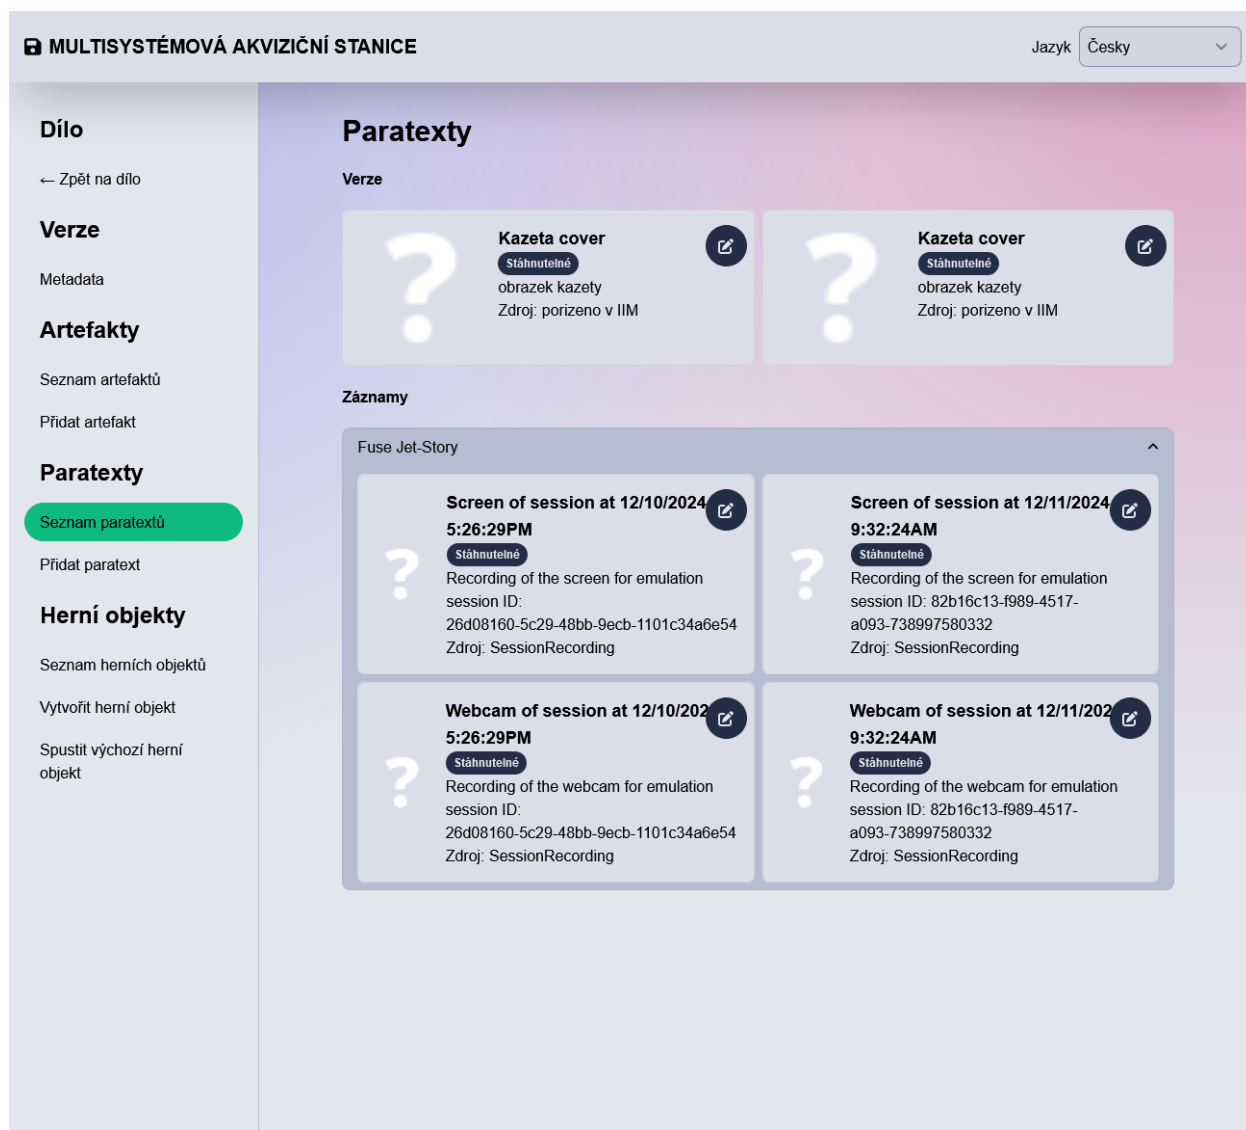 MULTISYSTÉMOVÁ AKVIZIČNÍ STANICE
Jazyk
Česky
Dílo
← Zpět na dílo
Verze
Metadata
Artefakty
Seznam artefaktů
Přidat artefakt
Paratexty
Seznam paratextů
Přidat paratext
Herní objekty
Seznam herních objektů
Vytvořit herní objekt
Spustit výchozí herní
objekt
Paratexty
Verze
Kazeta cover
Stáhnutelné
obrazek kazety
Zdroj: porizeno v IIM
Kazeta cover
Stáhnutelné
obrazek kazety
Zdroj: porizeno v IIM
Záznamy
Fuse Jet-Story
Screen of session at 12/10/2024
5:26:29PM
Stáhnutelné
Recording of the screen for emulation
session ID:
26d08160-5c29-48bb-9ecb-1101c34a6e54
Zdroj: SessionRecording
Screen of session at 12/11/2024
9:32:24AM
Stáhnutelné
Recording of the screen for emulation
session ID: 82b16c13-f989-4517-
a093-738997580332
Zdroj: SessionRecording
Webcam of session at 12/10/202
5:26:29PM
Stáhnutelné
Recording of the webcam for emulation
session ID:
26d08160-5c29-48bb-9ecb-1101c34a6e54
Zdroj: SessionRecording
Webcam of session at 12/11/202
9:32:24AM
Stáhnutelné
Recording of the webcam for emulation
session ID: 82b16c13-f989-4517-
a093-738997580332
Zdroj: SessionRecording